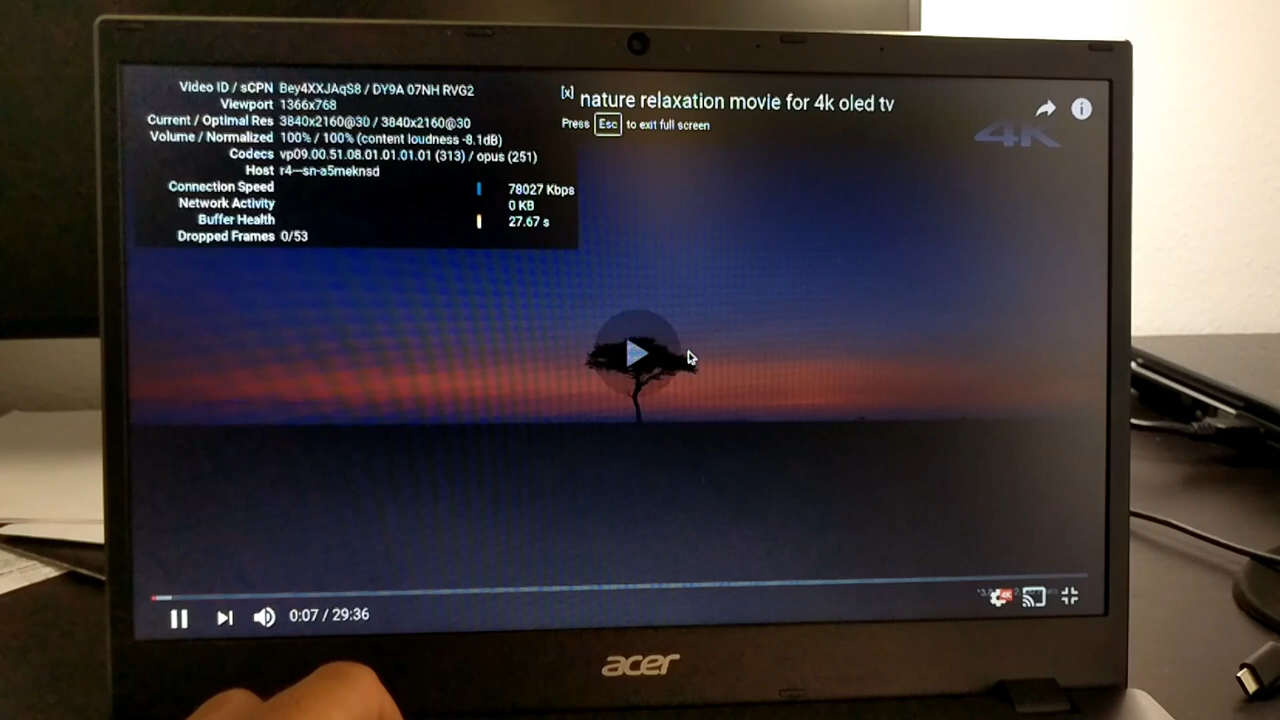 Video ID / sCPN Bey4XXJAqS8 / DY9A 07NH RVG2
Viewport 1366x768
Current / Optimal Res 3840x2160@30 / 3840x2160@30
Volume / Normalized 100% / 100% (content loudness -8.1dB)
Codecs vp09.00.51.08.01.01.01.01 (313) / opus (251)
Host r4---sn-a5meknsd
Connection Speed 78027 Kbps
Network Activity 0 KB
Buffer Health 27.67 s
Dropped Frames 0/53
[x] nature relaxation movie for 4k oled tv
Press Esc to exit full screen
4K
0:07 / 29:36
4K
acer